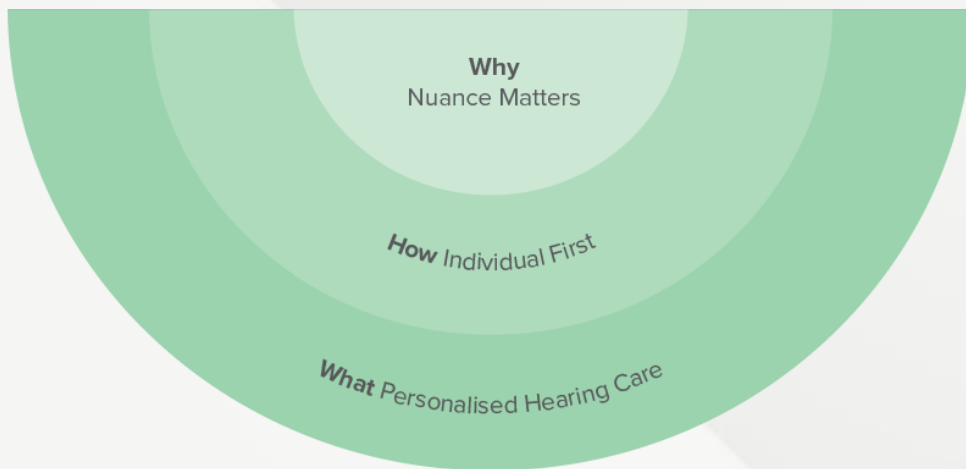 Why
Nuance Matters
How Individual First
What Personalised Hearing Care